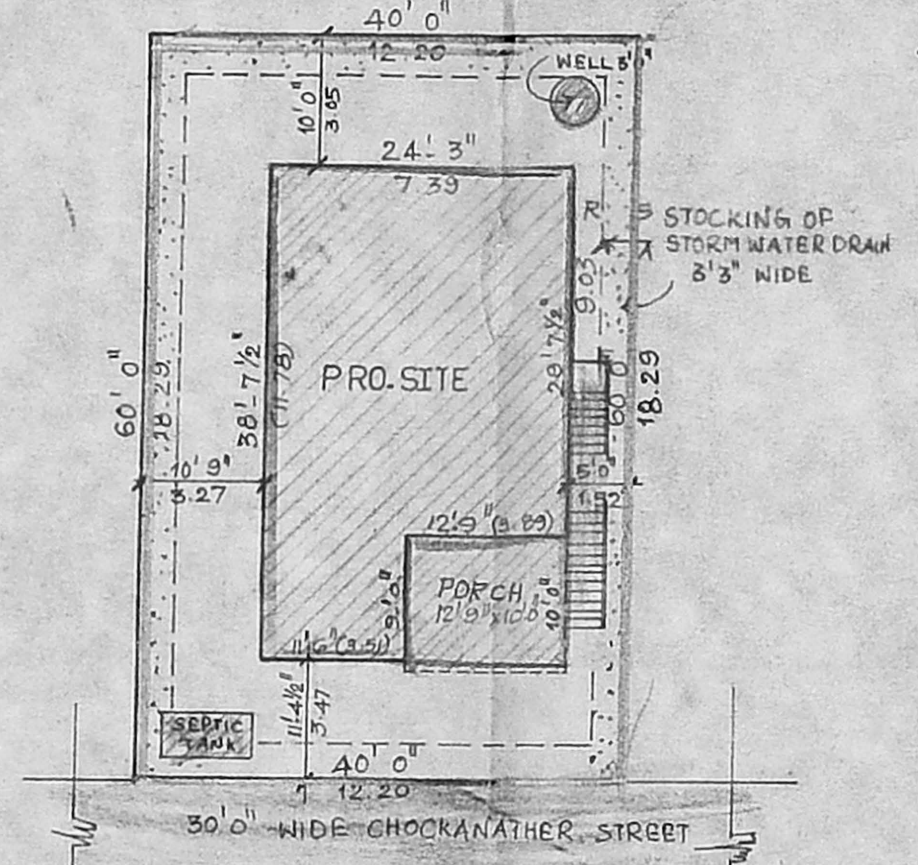 40' 0"
12.20
WELL 3'0"
10'0"
3.05
24'- 3"
7.39
R S
STOCKING OF
STORM WATER DRAIN
3'3" WIDE
9.03
29'7½"
60' 0"
18.29
38'-7½"
(11.78)
PRO.SITE
60'0"
18.29
10'9"
3.27
5'0"
1.52
12'9" (3.89)
9'0"
PORCH
12'9"x10'0"
10'0"
11'6" (3.51)
11'4½"
3.47
SEPTIC
TANK
40' 0"
12.20
30'0" WIDE CHOCKANATHER STREET